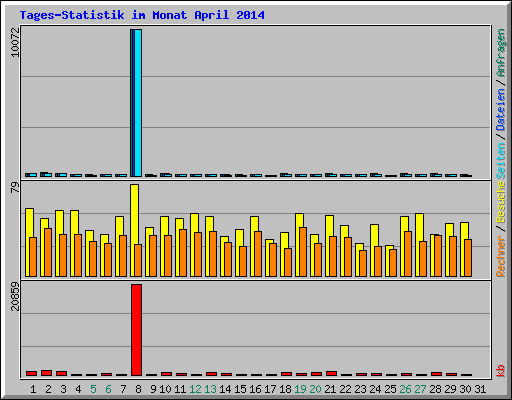 Tages-Statistik im Monat April 2014
10072
79
20859
Rechner / Besuche Seiten / Dateien / Anfragen
kb
1 2 3 4 5 6 7 8 9 10 11 12 13 14 15 16 17 18 19 20 21 22 23 24 25 26 27 28 29 30 31